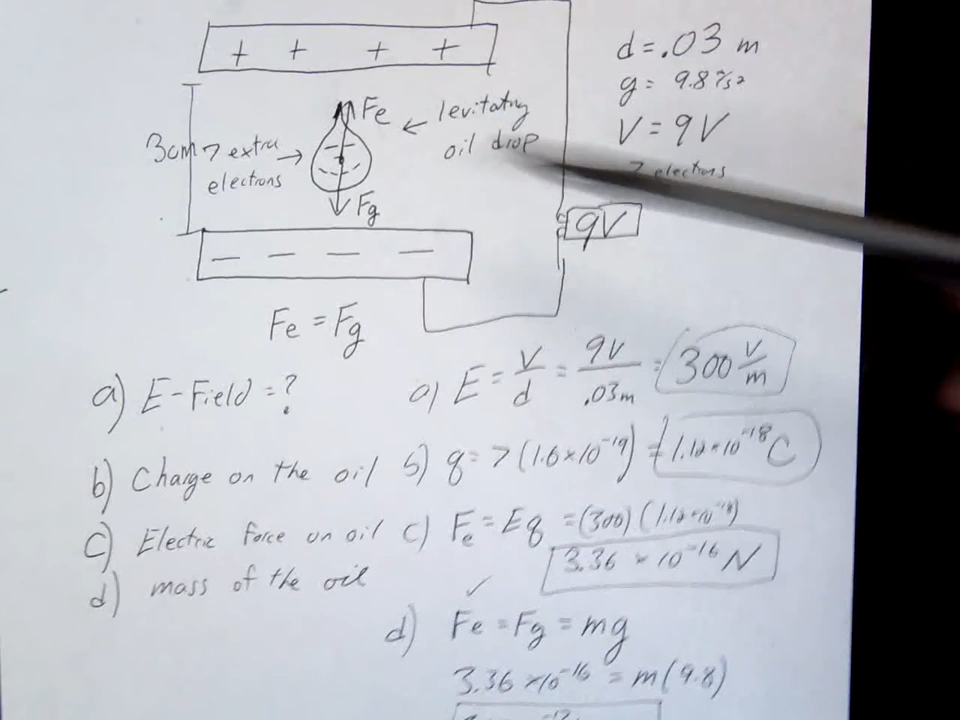 + + + +
d = .03 m
g = 9.8 m/s²
V = 9V
7 electrons
Fe
levitating
oil drop
3cm
7 extra
electrons
Fg
9V
— — — —
Fe = Fg
a) E-Field = ?
a) E = V/d = 9V/.03m = 300 V/m
b) Charge on the oil
b) q = 7(1.6×10⁻¹⁹) = 1.12×10⁻¹⁸ C
c) Electric force on oil
c) Fe = Eq = (300)(1.12×10⁻¹⁸)
3.36 × 10⁻¹⁶ N
d) mass of the oil
d) Fe = Fg = mg
3.36 ×10⁻¹⁶ = m(9.8)